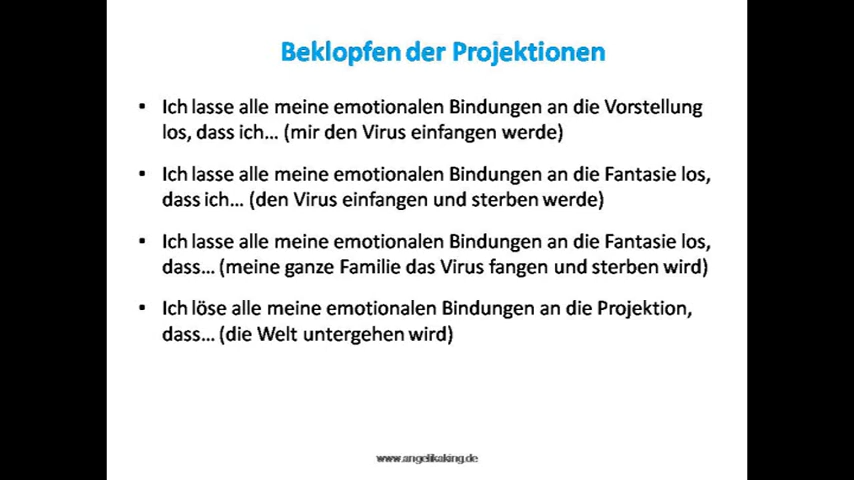 Beklopfen der Projektionen
• Ich lasse alle meine emotionalen Bindungen an die Vorstellung
los, dass ich... (mir den Virus einfangen werde)
• Ich lasse alle meine emotionalen Bindungen an die Fantasie los,
dass ich... (den Virus einfangen und sterben werde)
• Ich lasse alle meine emotionalen Bindungen an die Fantasie los,
dass... (meine ganze Familie das Virus fangen und sterben wird)
• Ich löse alle meine emotionalen Bindungen an die Projektion,
dass... (die Welt untergehen wird)
www.angelikaking.de